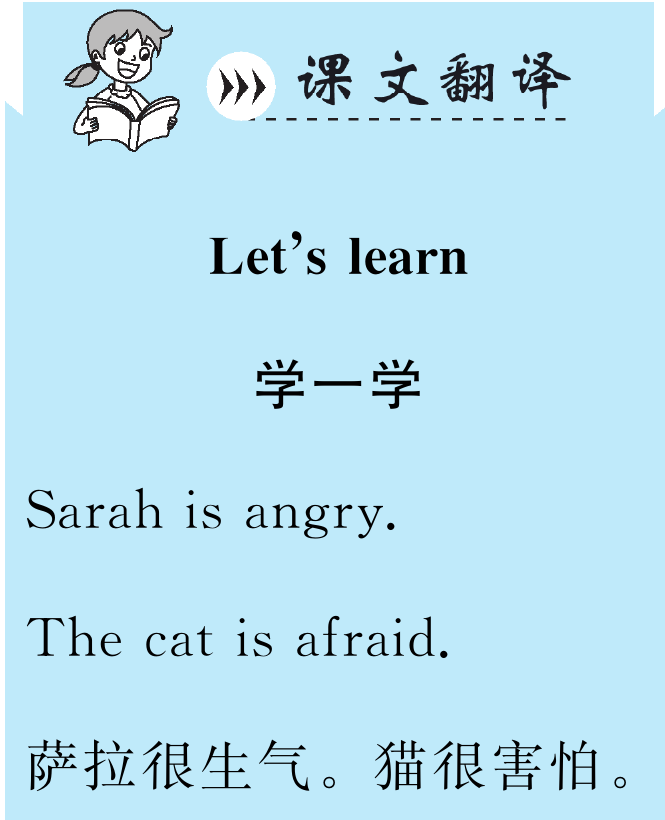 课文翻译
Let's learn
学一学
Sarah is angry.
The cat is afraid.
萨拉很生气。猫很害怕。